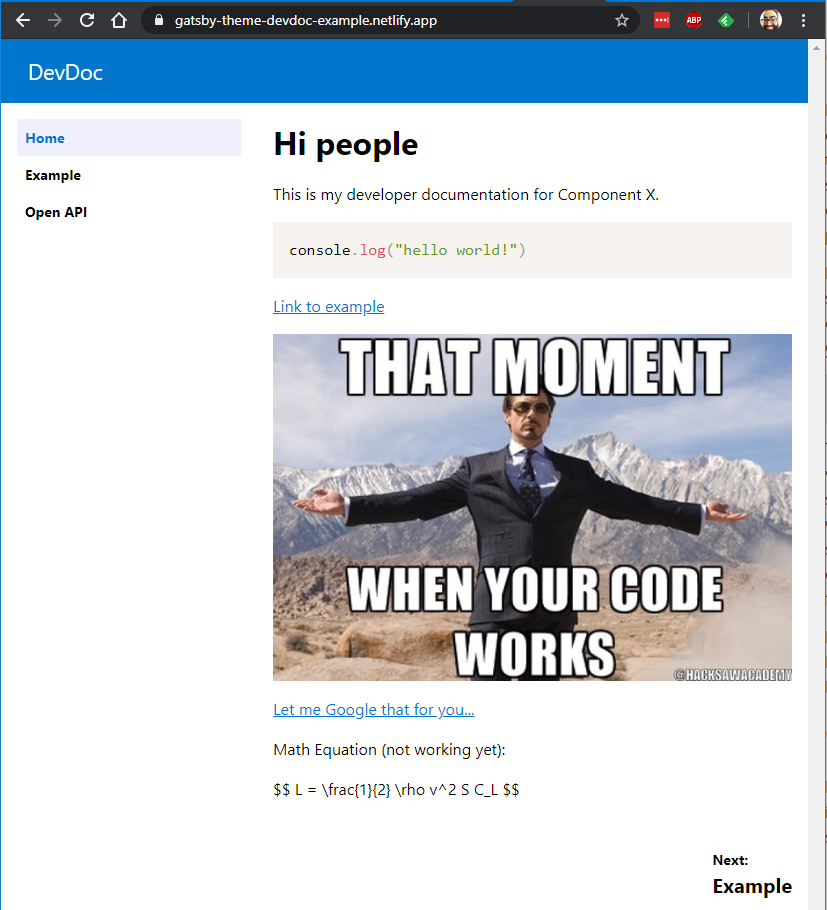 gatsby-theme-devdoc-example.netlify.app
ABP
DevDoc
Home
Example
Open API
Hi people
This is my developer documentation for Component X.
console.log("hello world!")
Link to example
THAT MOMENT
WHEN YOUR CODE
WORKS
@HACKSAWACADEMY
Let me Google that for you...
Math Equation (not working yet):
$$ L = \frac{1}{2} \rho v^2 S C_L $$
Next:
Example